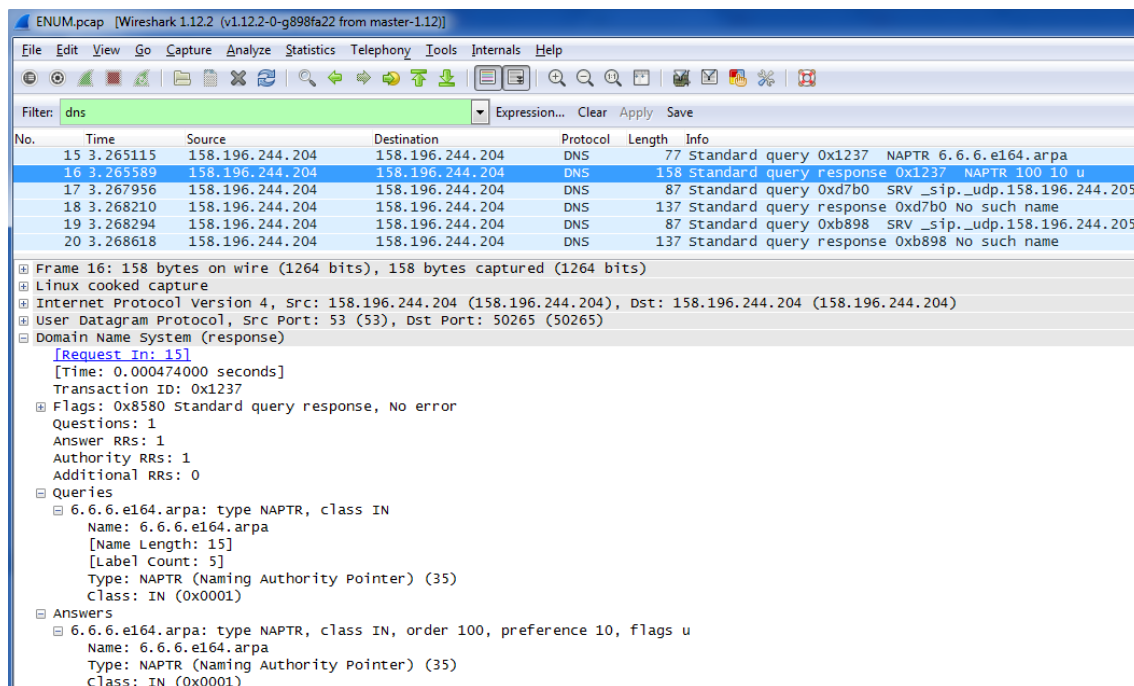 ENUM.pcap [Wireshark 1.12.2 (v1.12.2-0-g898fa22 from master-1.12)]
File Edit View Go Capture Analyze Statistics Telephony Tools Internals Help
Filter: dns Expression... Clear Apply Save
No. Time Source Destination Protocol Length Info
15 3.265115 158.196.244.204 158.196.244.204 DNS 77 Standard query 0x1237 NAPTR 6.6.6.e164.arpa
16 3.265589 158.196.244.204 158.196.244.204 DNS 158 Standard query response 0x1237 NAPTR 100 10 u
17 3.267956 158.196.244.204 158.196.244.204 DNS 87 Standard query 0xd7b0 SRV _sip._udp.158.196.244.205
18 3.268210 158.196.244.204 158.196.244.204 DNS 137 Standard query response 0xd7b0 No such name
19 3.268294 158.196.244.204 158.196.244.204 DNS 87 Standard query 0xb898 SRV _sip._udp.158.196.244.205
20 3.268618 158.196.244.204 158.196.244.204 DNS 137 Standard query response 0xb898 No such name
Frame 16: 158 bytes on wire (1264 bits), 158 bytes captured (1264 bits)
Linux cooked capture
Internet Protocol Version 4, Src: 158.196.244.204 (158.196.244.204), Dst: 158.196.244.204 (158.196.244.204)
User Datagram Protocol, Src Port: 53 (53), Dst Port: 50265 (50265)
Domain Name System (response)
[Request In: 15]
[Time: 0.000474000 seconds]
Transaction ID: 0x1237
Flags: 0x8580 Standard query response, No error
Questions: 1
Answer RRs: 1
Authority RRs: 1
Additional RRs: 0
Queries
6.6.6.e164.arpa: type NAPTR, class IN
Name: 6.6.6.e164.arpa
[Name Length: 15]
[Label Count: 5]
Type: NAPTR (Naming Authority Pointer) (35)
Class: IN (0x0001)
Answers
6.6.6.e164.arpa: type NAPTR, class IN, order 100, preference 10, flags u
Name: 6.6.6.e164.arpa
Type: NAPTR (Naming Authority Pointer) (35)
Class: IN (0x0001)